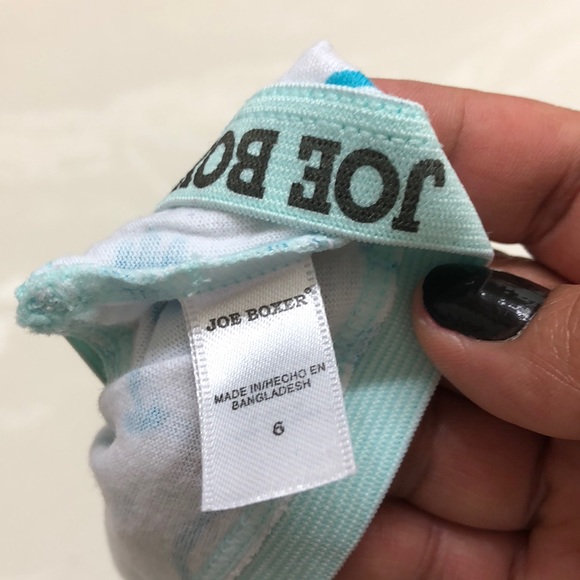 JOE BOX
JOE BOXER®
MADE IN/HECHO EN
BANGLADESH
6